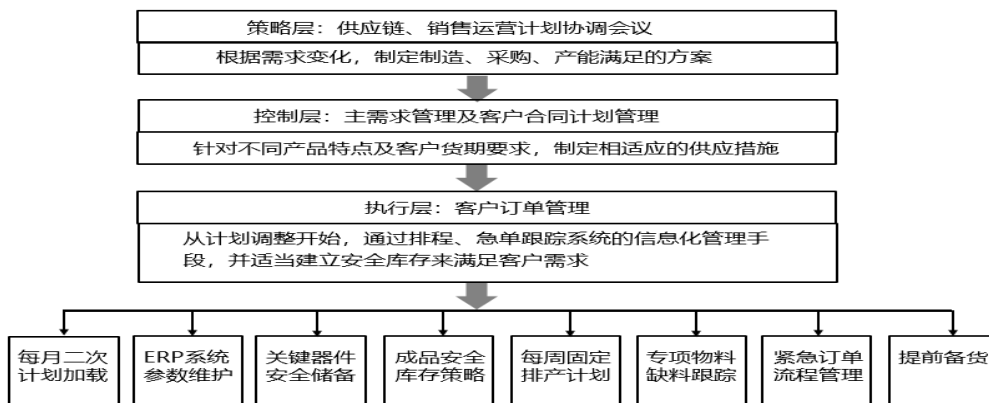 策略层：供应链、销售运营计划协调会议
根据需求变化，制定制造、采购、产能满足的方案
控制层：主需求管理及客户合同计划管理
针对不同产品特点及客户货期要求，制定相适应的供应措施
执行层：客户订单管理
从计划调整开始，通过排程、急单跟踪系统的信息化管理手
段，并适当建立安全库存来满足客户需求
每月二次
计划加载
ERP系统
参数维护
关键器件
安全储备
成品安全
库存策略
每周固定
排产计划
专项物料
缺料跟踪
紧急订单
流程管理
提前备货